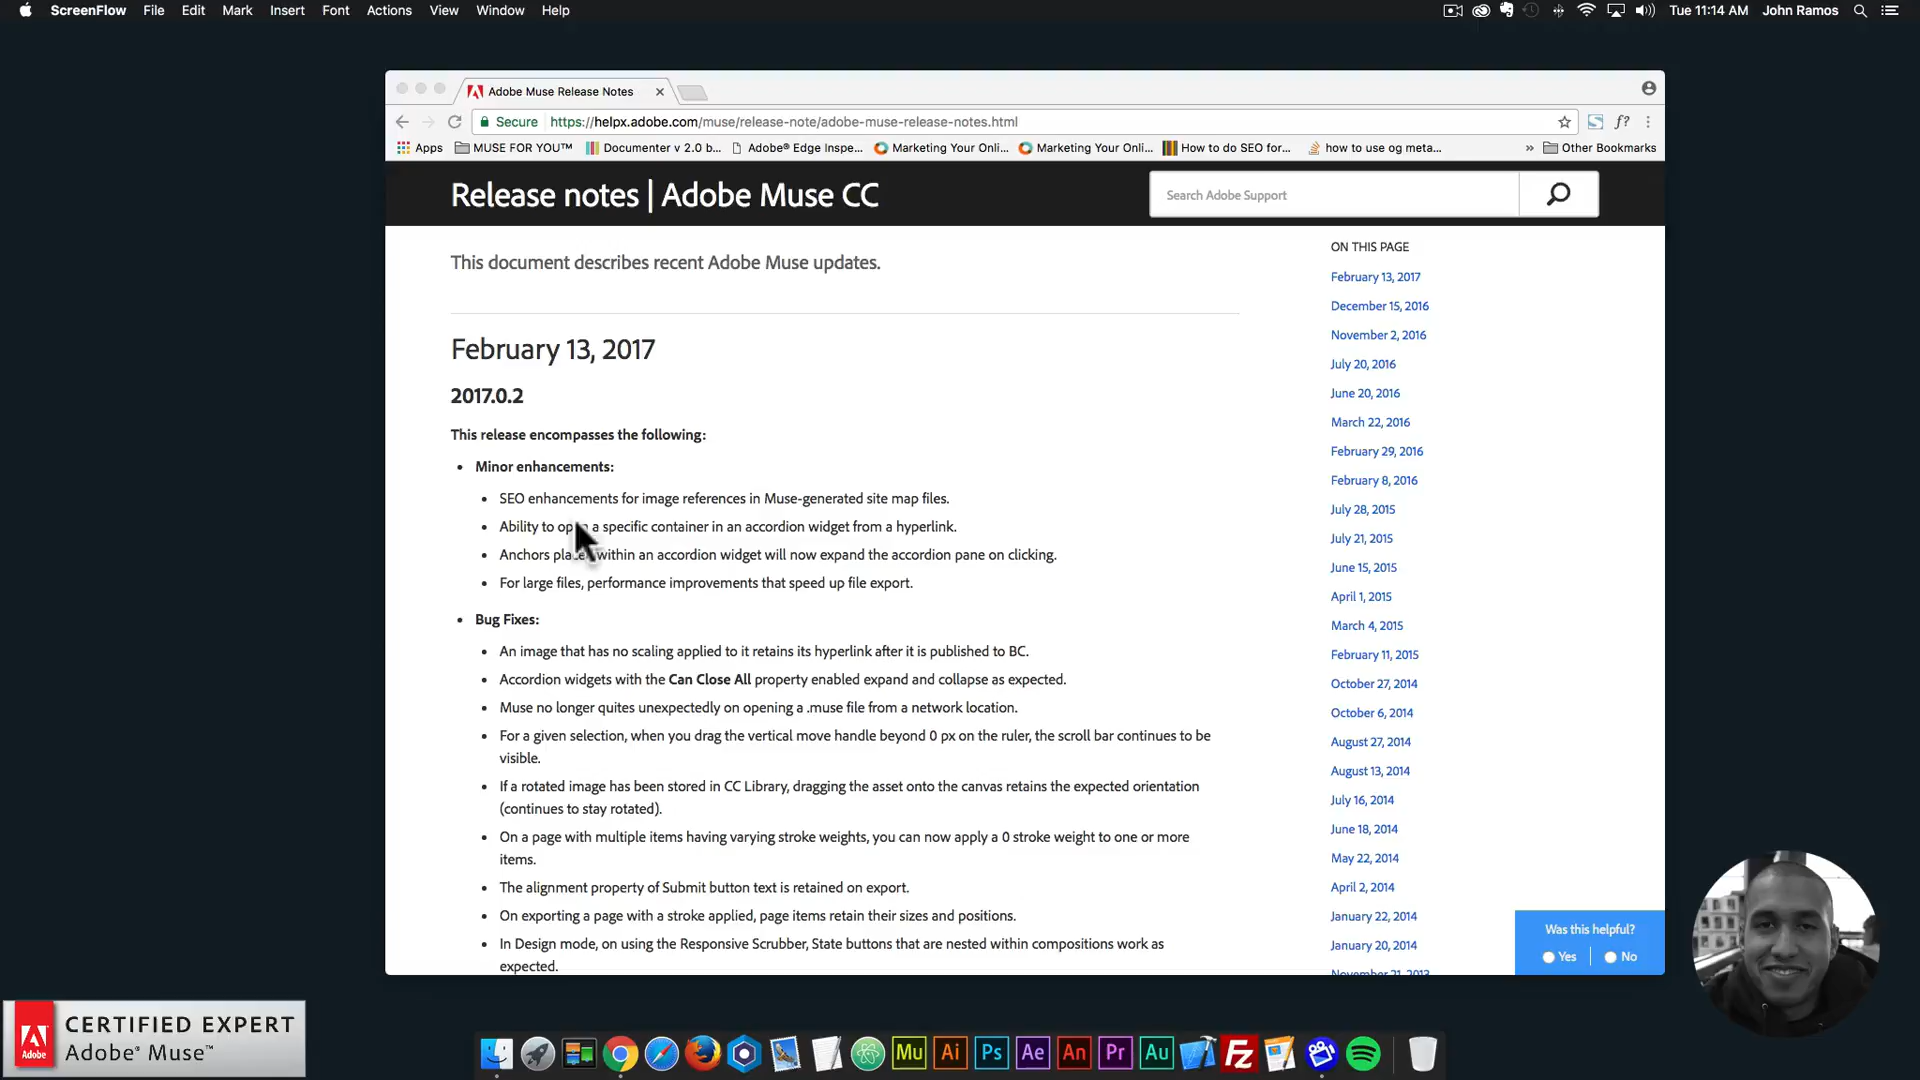 ScreenFlow File Edit Mark Insert Font Actions View Window Help Tue 11:14 AM John Ramos
Adobe Muse Release Notes
Secure https://helpx.adobe.com/muse/release-note/adobe-muse-release-notes.html
Apps MUSE FOR YOU™ Documenter v 2.0 b... Adobe® Edge Inspe... Marketing Your Onli... Marketing Your Onli... How to do SEO for... how to use og meta... » Other Bookmarks
Release notes | Adobe Muse CC
Search Adobe Support
This document describes recent Adobe Muse updates.
February 13, 2017
2017.0.2
This release encompasses the following:
• Minor enhancements:
• SEO enhancements for image references in Muse-generated site map files.
• Ability to a specific container in an accordion widget from a hyperlink.
• Anchors within an accordion widget will now expand the accordion pane on clicking.
• For large files, performance improvements that speed up file export.
• Bug Fixes:
• An image that has no scaling applied to it retains its hyperlink after it is published to BC.
• Accordion widgets with the Can Close All property enabled expand and collapse as expected.
• Muse no longer quites unexpectedly on opening a .muse file from a network location.
• For a given selection, when you drag the vertical move handle beyond 0 px on the ruler, the scroll bar continues to be
visible.
• If a rotated image has been stored in CC Library, dragging the asset onto the canvas retains the expected orientation
(continues to stay rotated).
• On a page with multiple items having varying stroke weights, you can now apply a 0 stroke weight to one or more
items.
• The alignment property of Submit button text is retained on export.
• On exporting a page with a stroke applied, page items retain their sizes and positions.
• In Design mode, on using the Responsive Scrubber, State buttons that are nested within compositions work as
expected.
ON THIS PAGE
February 13, 2017
December 15, 2016
November 2, 2016
July 20, 2016
June 20, 2016
March 22, 2016
February 29, 2016
February 8, 2016
July 28, 2015
July 21, 2015
June 15, 2015
April 1, 2015
March 4, 2015
February 11, 2015
October 27, 2014
October 6, 2014
August 27, 2014
August 13, 2014
July 16, 2014
June 18, 2014
May 22, 2014
April 2, 2014
January 22, 2014
January 20, 2014
November 21, 2013
Was this helpful?
Yes No
Adobe
CERTIFIED EXPERT
Adobe® Muse™
Mu Ai Ps Ae An Pr Au Fz